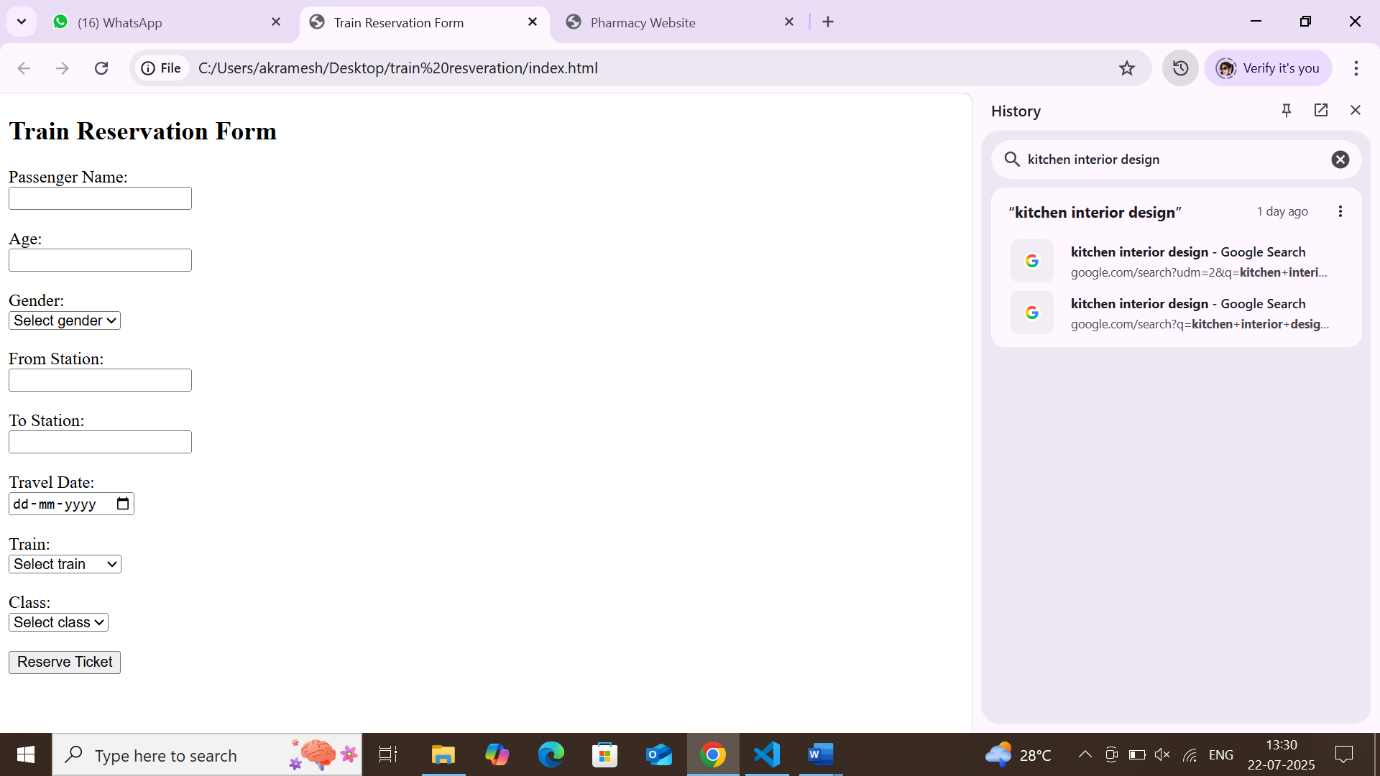 (16) WhatsApp
Train Reservation Form
Pharmacy Website
File
C:/Users/akramesh/Desktop/train%20resveration/index.html
Verify it's you
Train Reservation Form
Passenger Name:
Age:
Gender:
Select gender
From Station:
To Station:
Travel Date:
dd-mm-yyyy
Train:
Select train
Class:
Select class
Reserve Ticket
History
kitchen interior design
“kitchen interior design”
1 day ago
kitchen interior design - Google Search
google.com/search?udm=2&q=kitchen+interi...
kitchen interior design - Google Search
google.com/search?q=kitchen+interior+desig...
Type here to search
28°C
ENG
13:30
22-07-2025